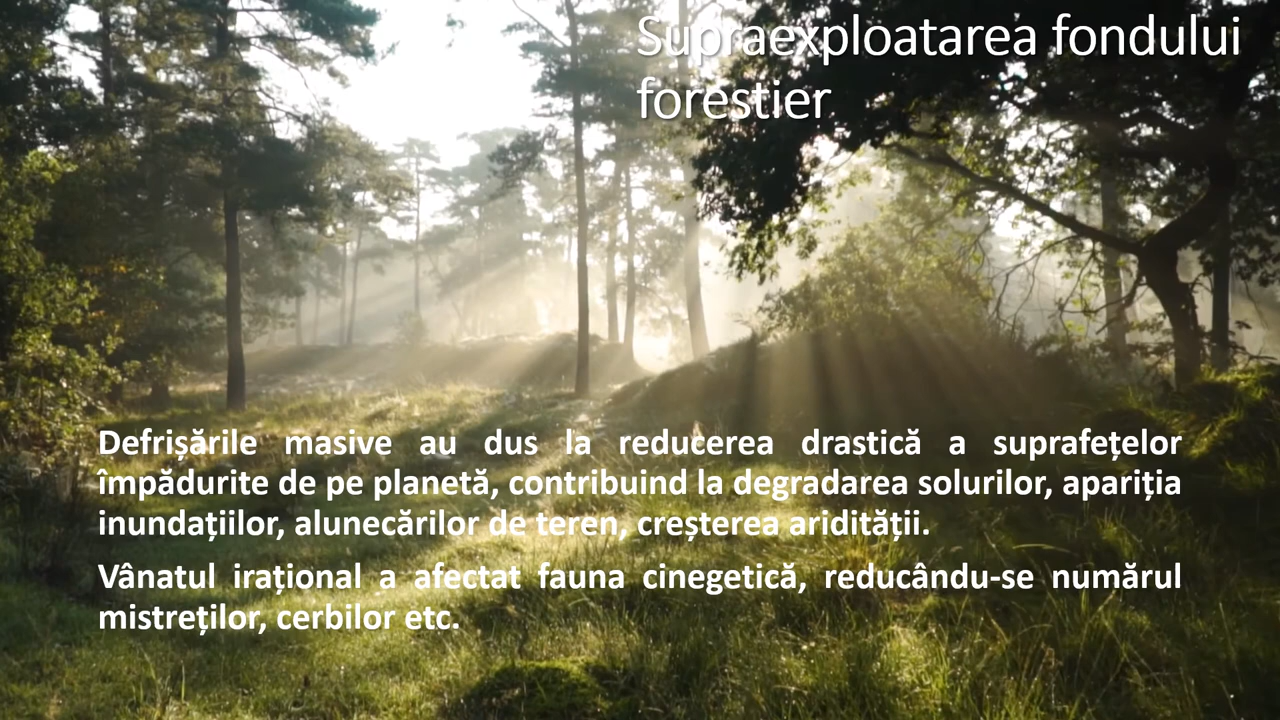 Supraexploatarea fondului
forestier
Defrișările masive au dus la reducerea drastică a suprafețelor
împădurite de pe planetă, contribuind la degradarea solurilor, apariția
inundațiilor, alunecărilor de teren, creșterea aridității.
Vânatul irațional a afectat fauna cinegetică, reducându-se numărul
mistreților, cerbilor etc.